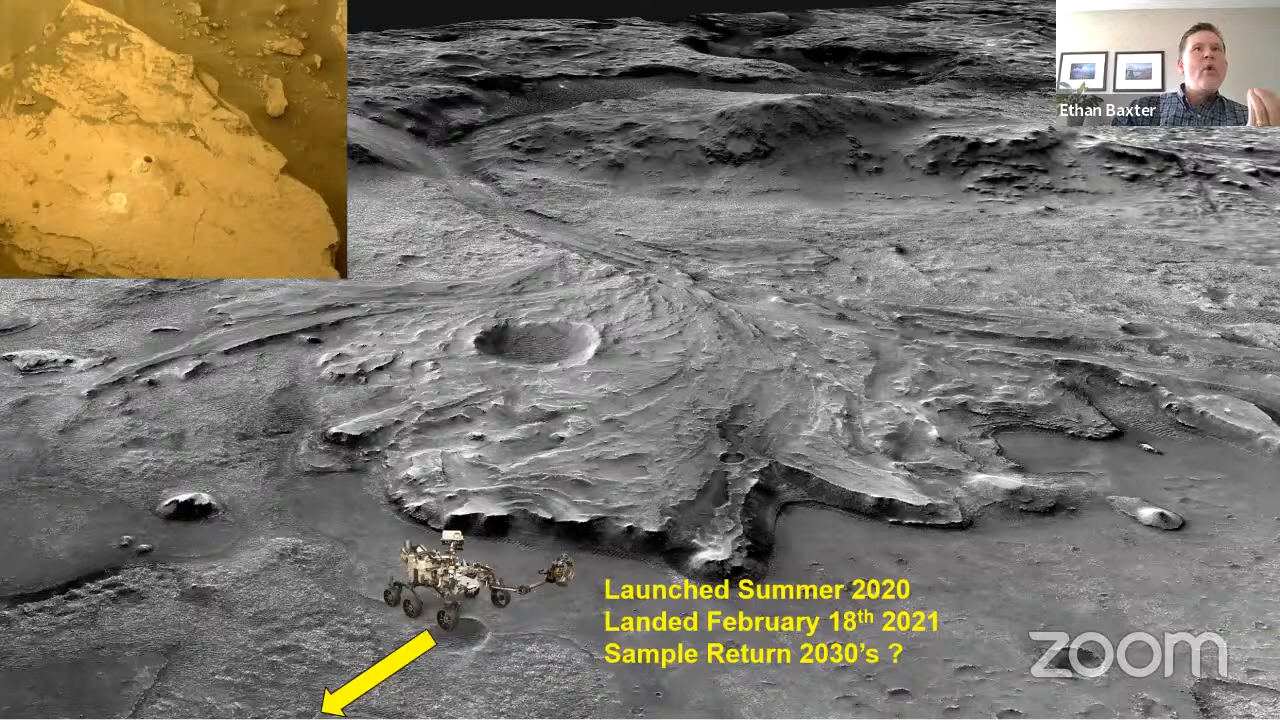 Ethan Baxter
Launched Summer 2020
Landed February 18th 2021
Sample Return 2030's ?
zoom